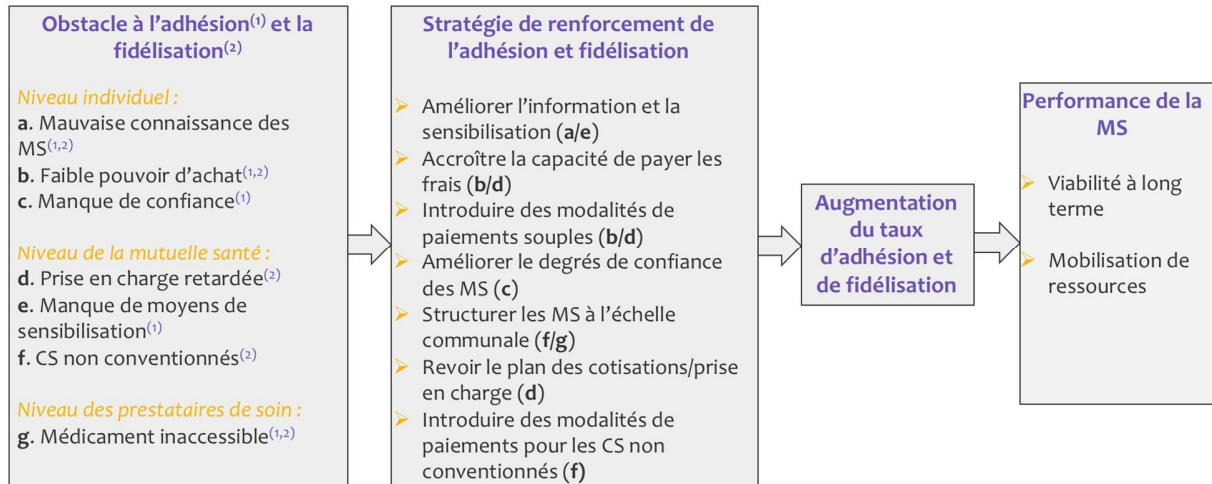 Obstacle à l’adhésion(1) et la
fidélisation(2)
Niveau individuel :
a. Mauvaise connaissance des
MS(1,2)
b. Faible pouvoir d’achat(1,2)
c. Manque de confiance(1)
Niveau de la mutuelle santé :
d. Prise en charge retardée(2)
e. Manque de moyens de
sensibilisation(1)
f. CS non conventionnés(2)
Niveau des prestataires de soin :
g. Médicament inaccessible(1,2)
Stratégie de renforcement de
l’adhésion et fidélisation
Améliorer l’information et la
sensibilisation (a/e)
Accroître la capacité de payer les
frais (b/d)
Introduire des modalités de
paiements souples (b/d)
Améliorer le degrés de confiance
des MS (c)
Structurer les MS à l’échelle
communale (f/g)
Revoir le plan des cotisations/prise
en charge (d)
Introduire des modalités de
paiements pour les CS non
conventionnés (f)
Augmentation
du taux
d’adhésion et
de fidélisation
Performance de la
MS
Viabilité à long
terme
Mobilisation de
ressources